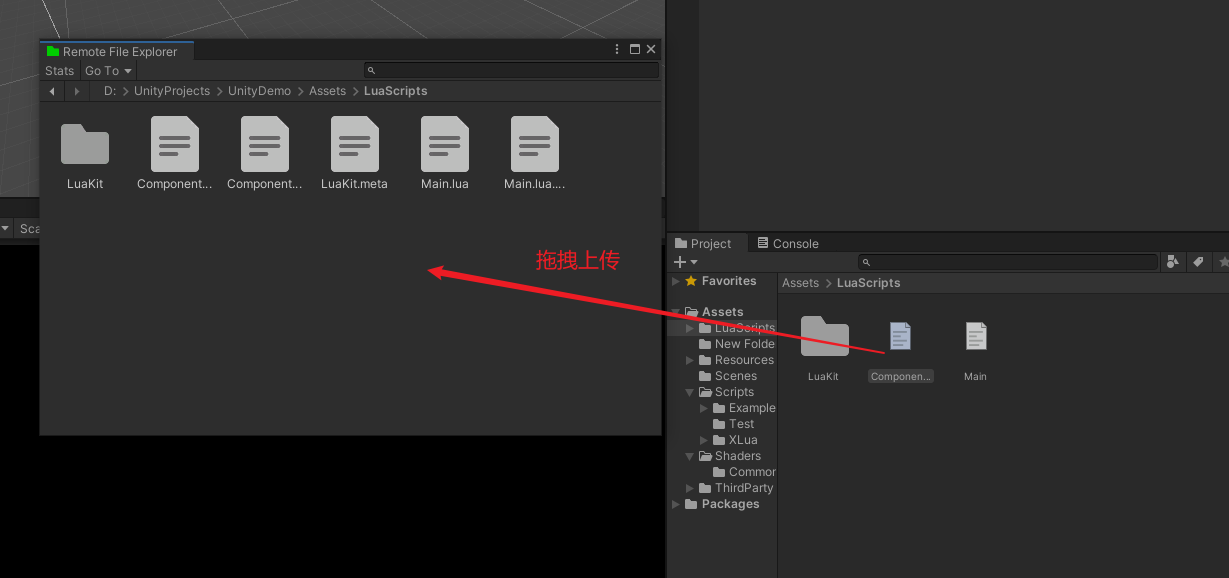 Remote File Explorer
Stats Go To
D: UnityProjects UnityDemo Assets LuaScripts
LuaKit Component... Component... LuaKit.meta Main.lua Main.lua....
Sca
拖拽上传
Project Console
Favorites
Assets
LuaScripts
New Folde
Resources
Scenes
Scripts
Example
Test
XLua
Shaders
Commor
ThirdParty
Packages
Assets LuaScripts
LuaKit Componen... Main